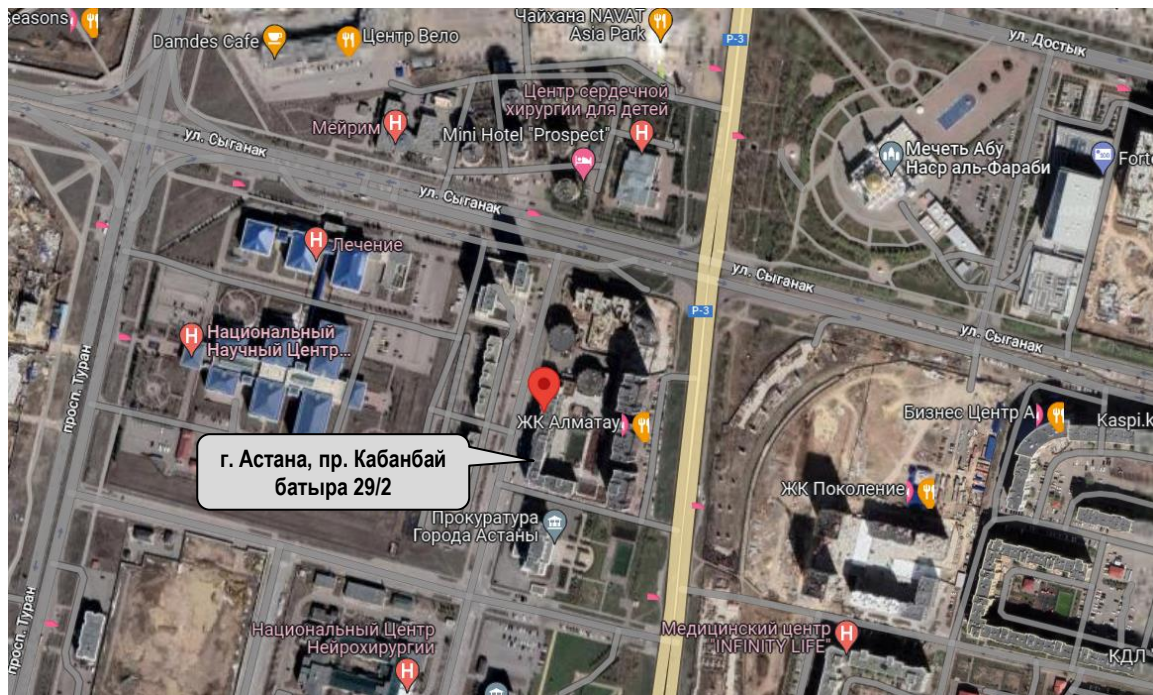 Seasons
Чайхана NAVAT
Asia Park
Damdes Cafe
Центр Вело
P-3
ул. Достык
Центр сердечной
хирургии для детей
Мейрим
Mini Hotel "Prospect"
ул. Сыганак
Мечеть Абу
Наср аль-Фараби
Forte
ул. Сыганак
Лечение
ул. Сыганак
P-3
ул. Сыганак
Национальный
Научный Центр...
просп. Туран
ЖК Алматау
Бизнес Центр А
Kaspi.k
г. Астана, пр. Кабанбай
батыра 29/2
ЖК Поколение
Прокуратура
Города Астаны
просп. Туран
Национальный Центр
Нейрохирургии
Медицинский центр
"INFINITY LIFE"
КДЛ